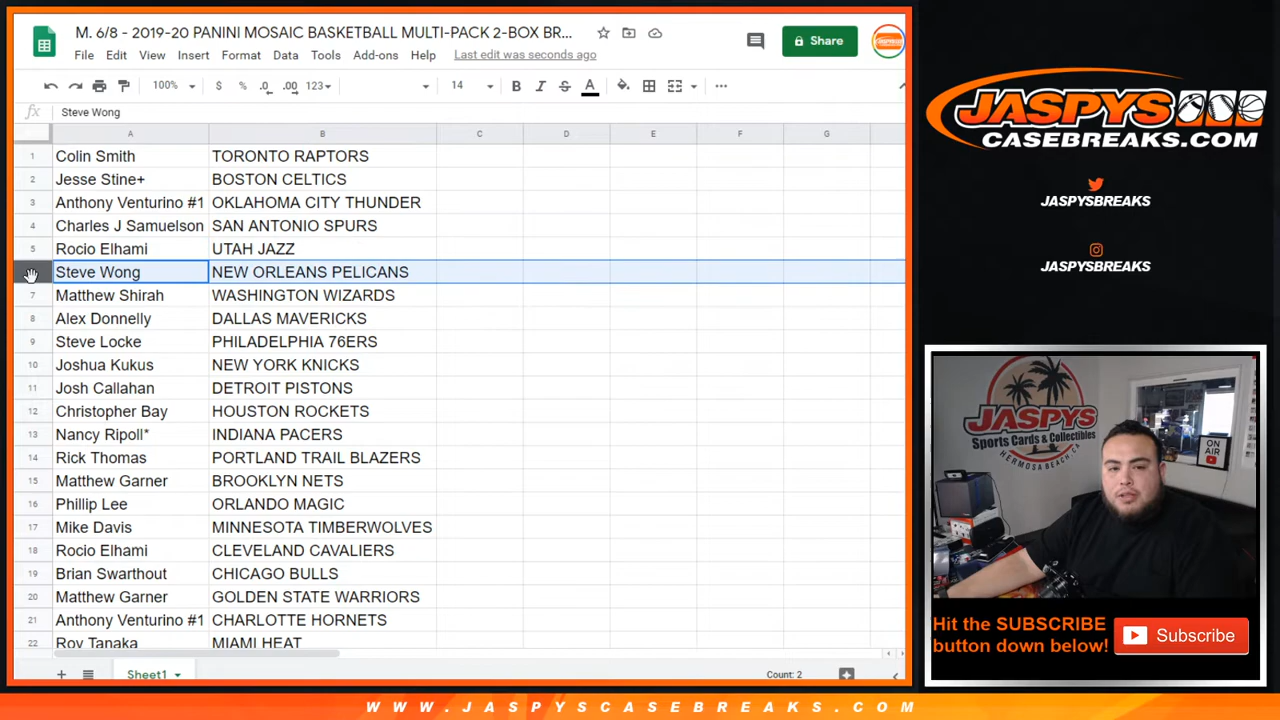 M. 6/8 - 2019-20 PANINI MOSAIC BASKETBALL MULTI-PACK 2-BOX BR...
Share
File Edit View Insert Format Data Tools Add-ons Help Last edit was seconds ago
100% $ % .0 .00 123 14 B I S A
fx Steve Wong
A B C D E F G
1 Colin Smith TORONTO RAPTORS
2 Jesse Stine+ BOSTON CELTICS
3 Anthony Venturino #1 OKLAHOMA CITY THUNDER
4 Charles J Samuelson SAN ANTONIO SPURS
5 Rocio Elhami UTAH JAZZ
Steve Wong NEW ORLEANS PELICANS
7 Matthew Shirah WASHINGTON WIZARDS
8 Alex Donnelly DALLAS MAVERICKS
9 Steve Locke PHILADELPHIA 76ERS
10 Joshua Kukus NEW YORK KNICKS
11 Josh Callahan DETROIT PISTONS
12 Christopher Bay HOUSTON ROCKETS
13 Nancy Ripoll* INDIANA PACERS
14 Rick Thomas PORTLAND TRAIL BLAZERS
15 Matthew Garner BROOKLYN NETS
16 Phillip Lee ORLANDO MAGIC
17 Mike Davis MINNESOTA TIMBERWOLVES
18 Rocio Elhami CLEVELAND CAVALIERS
19 Brian Swarthout CHICAGO BULLS
20 Matthew Garner GOLDEN STATE WARRIORS
21 Anthony Venturino #1 CHARLOTTE HORNETS
22 Roy Tanaka MIAMI HEAT
Sheet1 Count: 2
JASPYS
CASEBREAKS.COM
JASPYSBREAKS
JASPYSBREAKS
JASPYS
Sports Cards & Collectibles
HERMOSA BEACH, CA
ON AIR
Hit the SUBSCRIBE
button down below!
Subscribe
WWW.JASPYSCASEBREAKS.COM